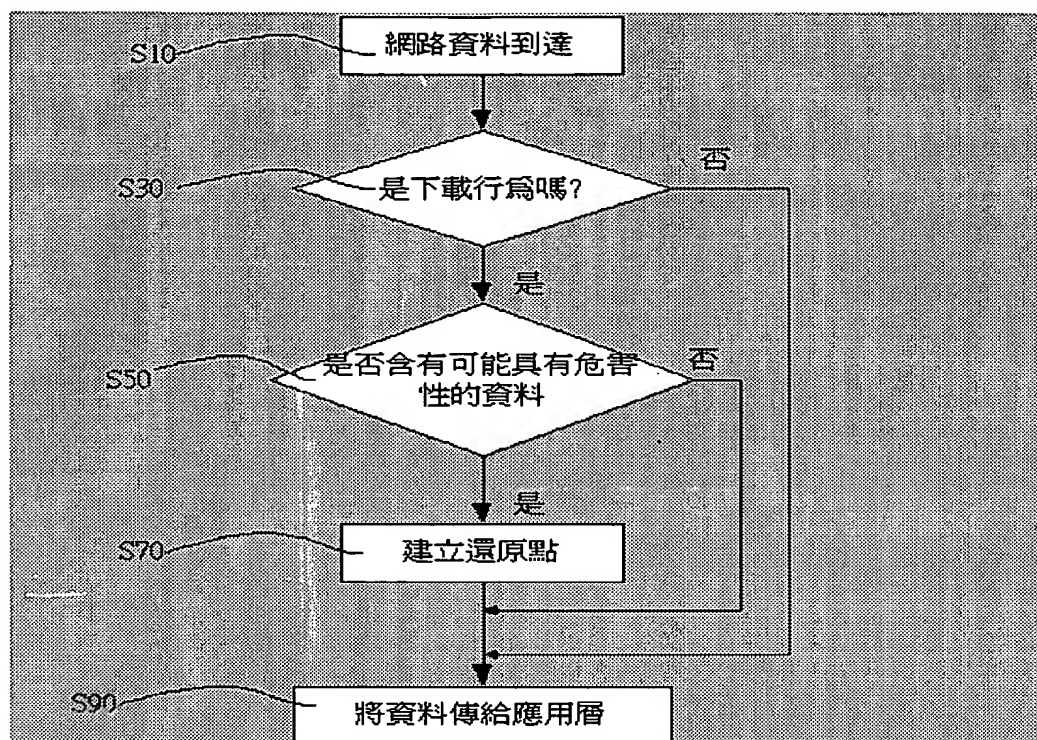 S10
網路資料到達
S30
是下載行爲嗎?
否
是
S50
是否含有可能具有危害
性的資料
否
是
S70
建立還原點
S90
將資料傳給應用層